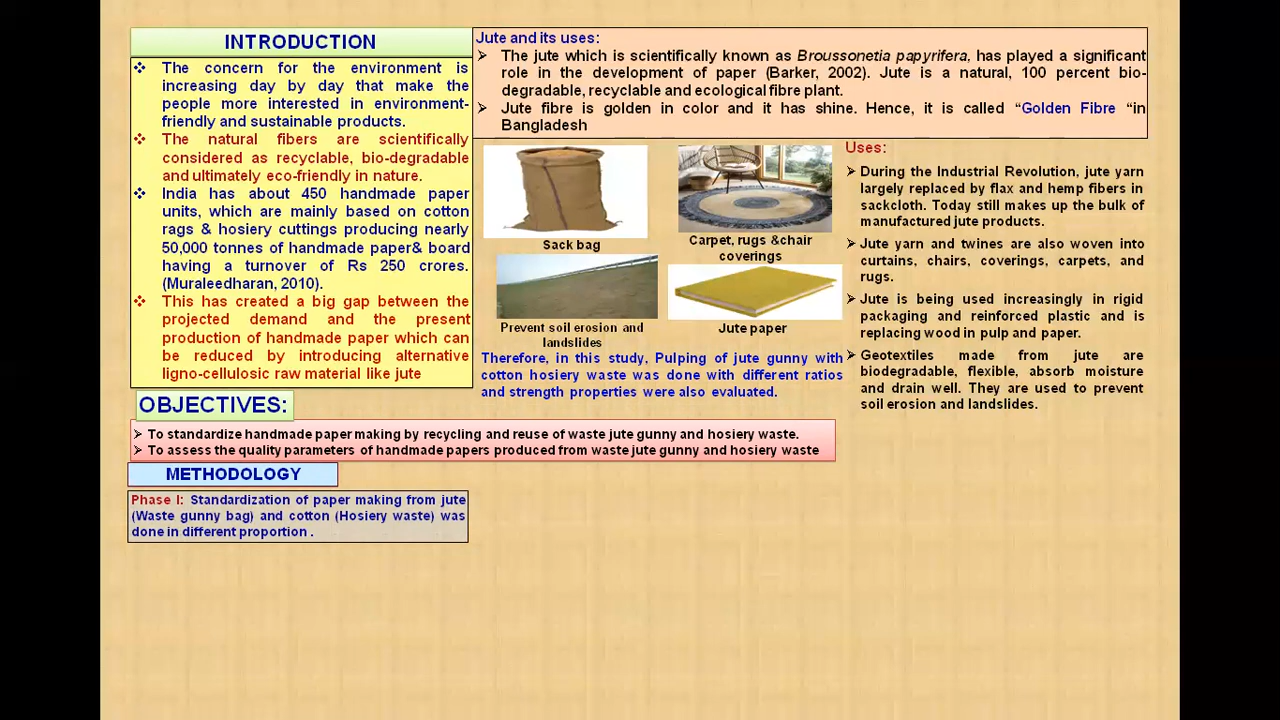 INTRODUCTION
❖ The concern for the environment is
increasing day by day that make the
people more interested in environment-
friendly and sustainable products.
❖ The natural fibers are scientifically
considered as recyclable, bio-degradable
and ultimately eco-friendly in nature.
❖ India has about 450 handmade paper
units, which are mainly based on cotton
rags & hosiery cuttings producing nearly
50,000 tonnes of handmade paper& board
having a turnover of Rs 250 crores.
(Muraleedharan, 2010).
❖ This has created a big gap between the
projected demand and the present
production of handmade paper which can
be reduced by introducing alternative
ligno-cellulosic raw material like jute
Jute and its uses:
➢ The jute which is scientifically known as Broussonetia papyrifera, has played a significant
role in the development of paper (Barker, 2002). Jute is a natural, 100 percent bio-
degradable, recyclable and ecological fibre plant.
➢ Jute fibre is golden in color and it has shine. Hence, it is called “Golden Fibre “in
Bangladesh
Sack bag
Carpet, rugs &chair
coverings
Prevent soil erosion and
landslides
Jute paper
Therefore, in this study, Pulping of jute gunny with
cotton hosiery waste was done with different ratios
and strength properties were also evaluated.
Uses:
➢ During the Industrial Revolution, jute yarn
largely replaced by flax and hemp fibers in
sackcloth. Today still makes up the bulk of
manufactured jute products.
➢ Jute yarn and twines are also woven into
curtains, chairs, coverings, carpets, and
rugs.
➢ Jute is being used increasingly in rigid
packaging and reinforced plastic and is
replacing wood in pulp and paper.
➢ Geotextiles made from jute are
biodegradable, flexible, absorb moisture
and drain well. They are used to prevent
soil erosion and landslides.
OBJECTIVES:
➢ To standardize handmade paper making by recycling and reuse of waste jute gunny and hosiery waste.
➢ To assess the quality parameters of handmade papers produced from waste jute gunny and hosiery waste
METHODOLOGY
Phase I: Standardization of paper making from jute
(Waste gunny bag) and cotton (Hosiery waste) was
done in different proportion .